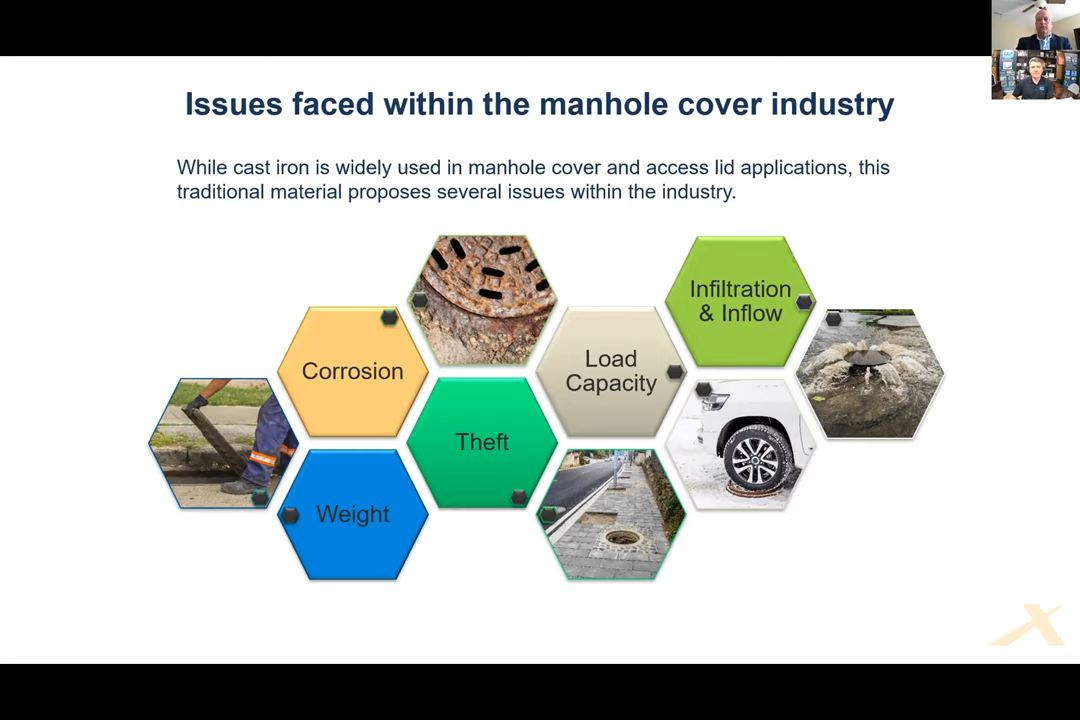 Issues faced within the manhole cover industry
While cast iron is widely used in manhole cover and access lid applications, this
traditional material proposes several issues within the industry.
Infiltration
& Inflow
Corrosion
Load
Capacity
Theft
Weight